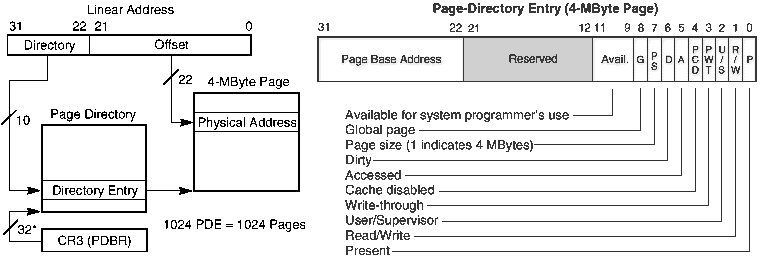 Linear Address
31 22 21 0
Directory Offset
22
4-MByte Page
10
Page Directory
Physical Address
Directory Entry
32*
CR3 (PDBR)
1024 PDE = 1024 Pages
Page-Directory Entry (4-MByte Page)
31 22 21 12 11 9 8 7 6 5 4 3 2 1 0
Page Base Address Reserved Avail. G PS D A PCD PWT U/S R/W P
Available for system programmer's use
Global page
Page size (1 indicates 4 MBytes)
Dirty
Accessed
Cache disabled
Write-through
User/Supervisor
Read/Write
Present